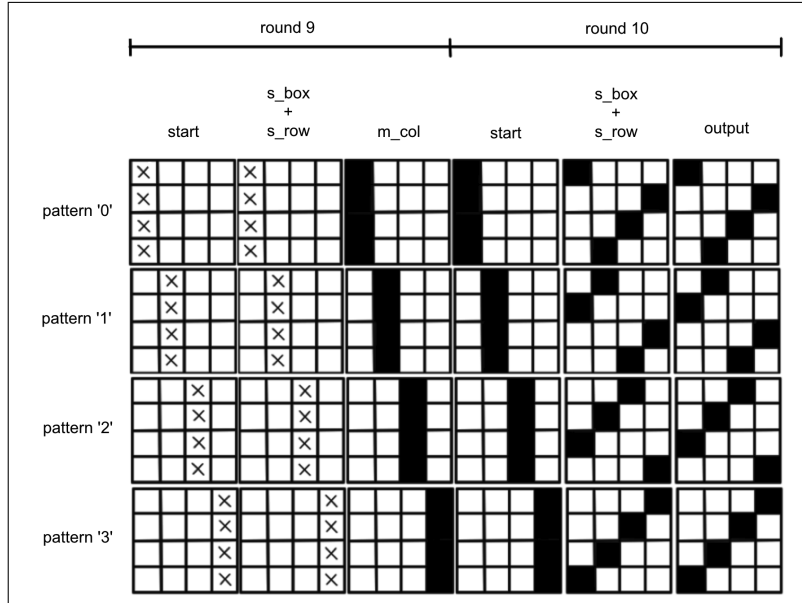 round 9
round 10
start
s_box
+
s_row
m_col
start
s_box
+
s_row
output
pattern '0'
pattern '1'
pattern '2'
pattern '3'